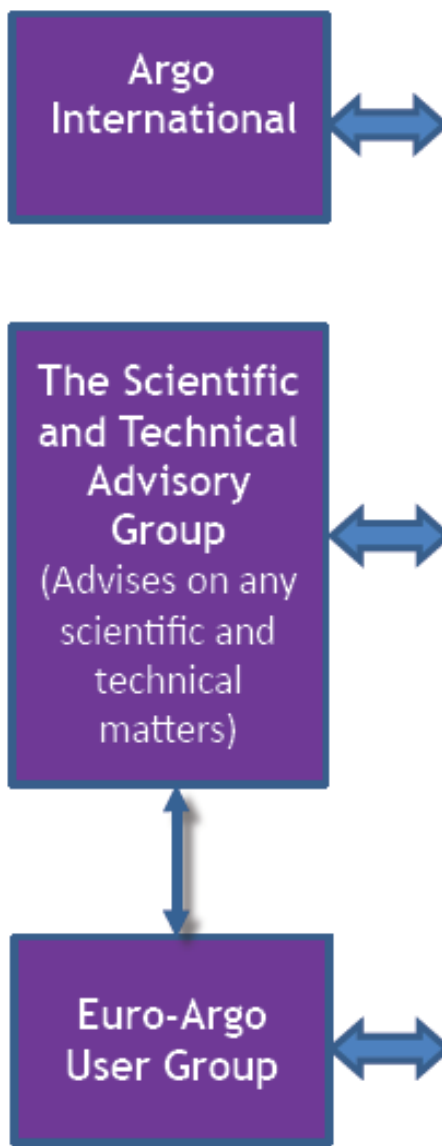 Argo
International
The Scientific
and Technical
Advisory
Group
(Advises on any
scientific and
technical
matters)
Euro-Argo
User Group